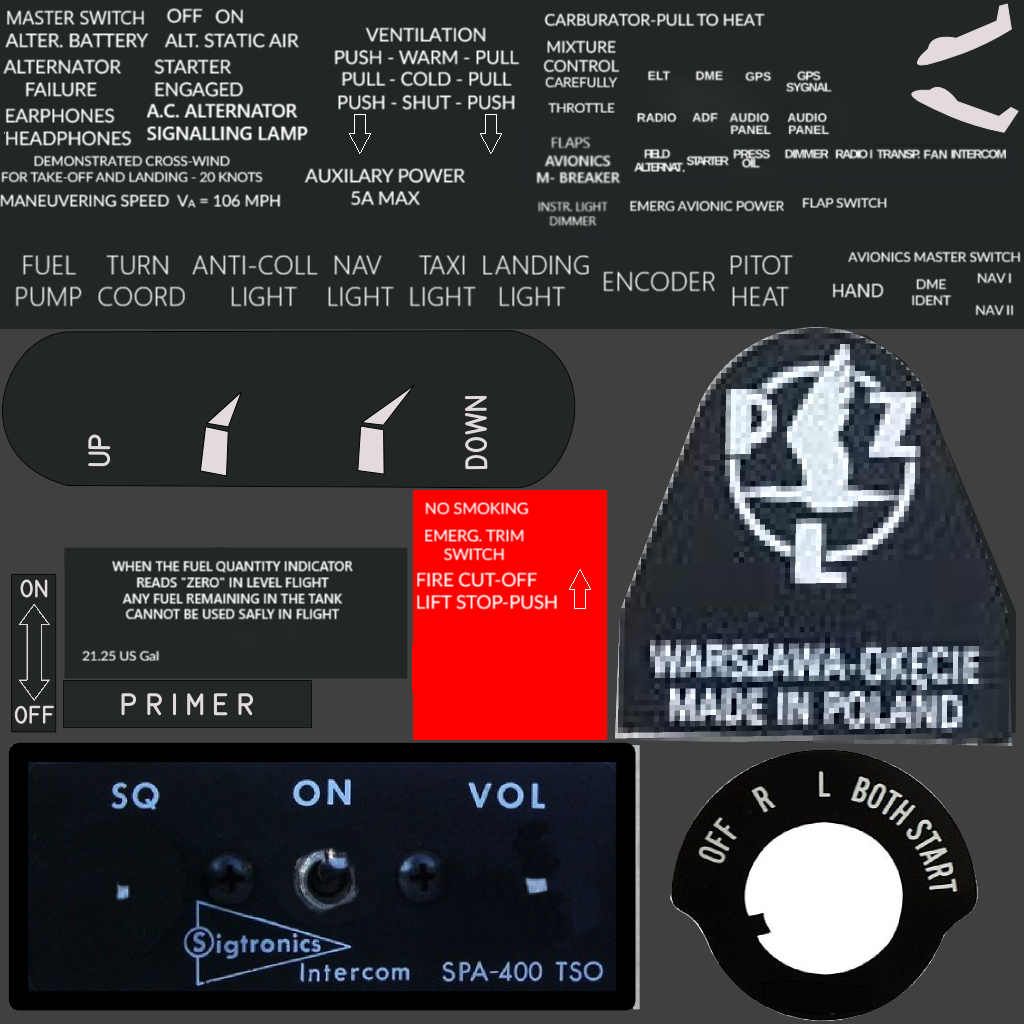 MASTER SWITCH
OFF ON
ALTER. BATTERY
ALT. STATIC AIR
ALTERNATOR
FAILURE
STARTER
ENGAGED
EARPHONES
HEADPHONES
A.C. ALTERNATOR
SIGNALLING LAMP
DEMONSTRATED CROSS-WIND
FOR TAKE-OFF AND LANDING - 20 KNOTS
MANEUVERING SPEED VA = 106 MPH
VENTILATION
PUSH - WARM - PULL
PULL - COLD - PULL
PUSH - SHUT - PUSH
AUXILARY POWER
5A MAX
CARBURATOR-PULL TO HEAT
MIXTURE
CONTROL
CAREFULLY
THROTTLE
FLAPS
AVIONICS
M- BREAKER
INSTR. LIGHT
DIMMER
ELT DME GPS GPS
SYGNAL
RADIO ADF AUDIO
PANEL
AUDIO
PANEL
FIELD
ALTERNAT.
STARTER
PRESS
OIL
DIMMER RADIO I TRANSP. FAN INTERCOM
EMERG AVIONIC POWER
FLAP SWITCH
FUEL
PUMP
TURN
COORD
ANTI-COLL
LIGHT
NAV
LIGHT
TAXI
LIGHT
LANDING
LIGHT
ENCODER
PITOT
HEAT
AVIONICS MASTER SWITCH
HAND
DME
IDENT
NAV I
NAV II
UP
DOWN
P Z
L
WARSZAWA-OKĘCIE
MADE IN POLAND
NO SMOKING
EMERG. TRIM
SWITCH
FIRE CUT-OFF
LIFT STOP-PUSH
ON
OFF
WHEN THE FUEL QUANTITY INDICATOR
READS "ZERO" IN LEVEL FLIGHT
ANY FUEL REMAINING IN THE TANK
CANNOT BE USED SAFLY IN FLIGHT
21.25 US Gal
PRIMER
SQ ON VOL
Sigtronics
Intercom
SPA-400 TSO
OFF R L BOTH START